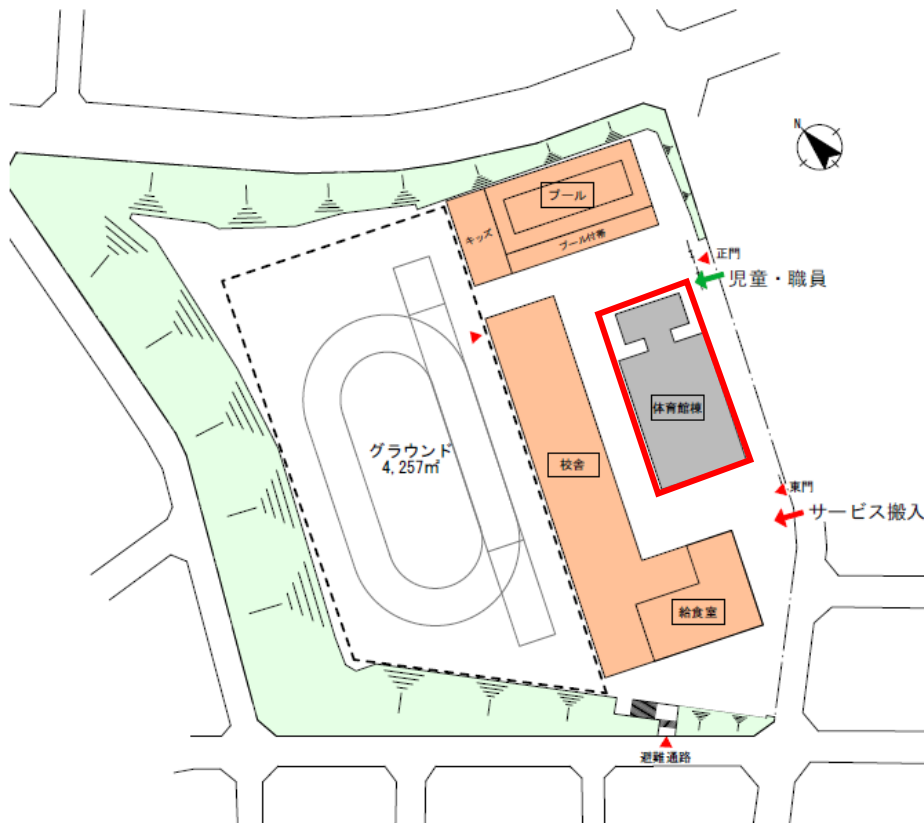 N
プール
キッズ
プール付帯
正門
児童・職員
体育館棟
グラウンド
4,257㎡
校舎
東門
サービス搬入
給食室
避難通路